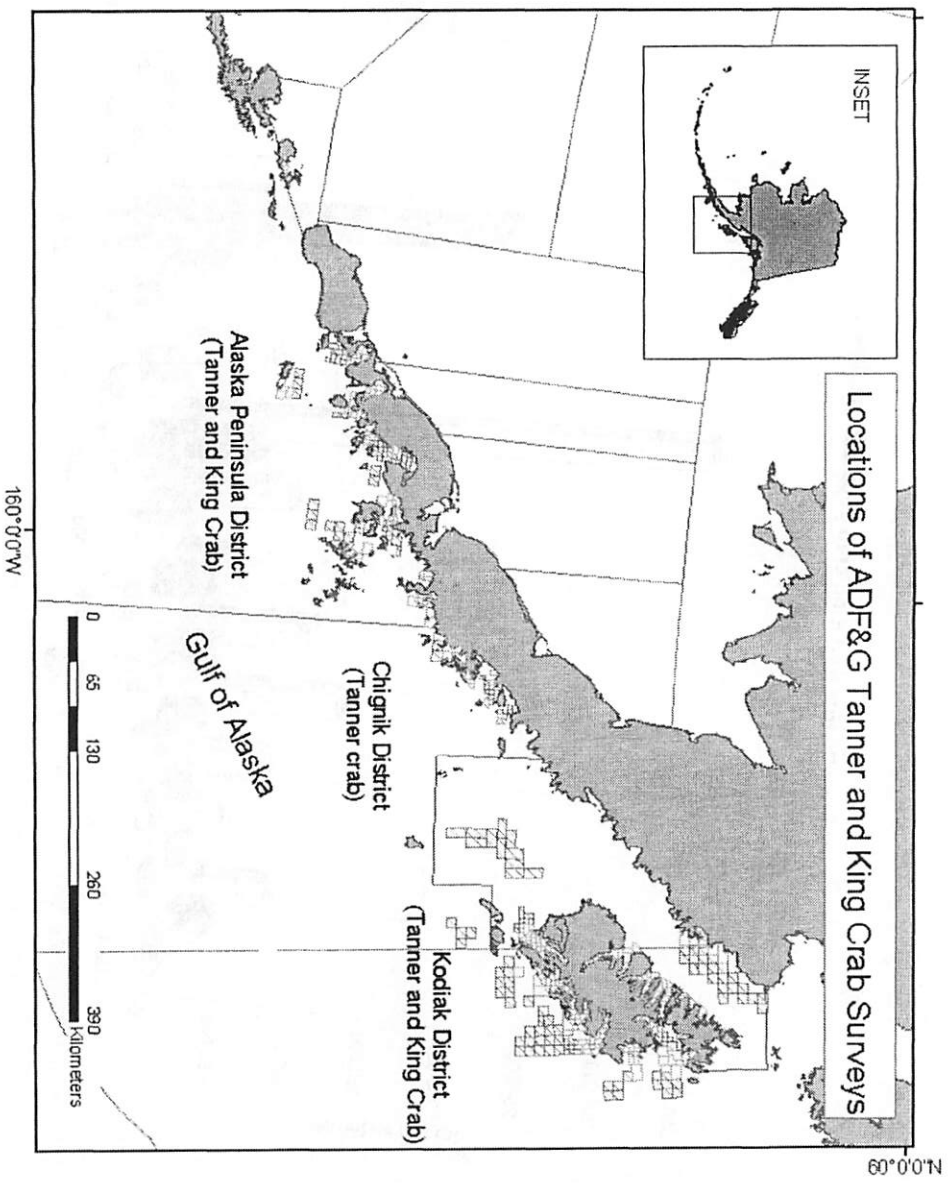 Locations of ADF&G Tanner and King Crab Surveys
INSET
60°0'0"N
Alaska Peninsula District
(Tanner and King Crab)
Chignik District
(Tanner crab)
Kodiak District
(Tanner and King Crab)
Gulf of Alaska
0 65 130 260 390
Kilometers
160°0'0"W